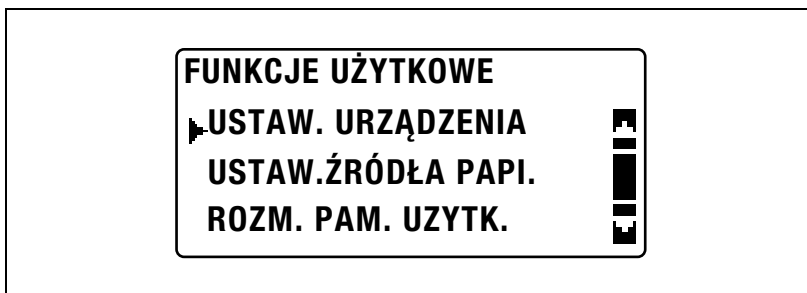 FUNKCJE UŻYTKOWE
USTAW. URZĄDZENIA
USTAW.ŹRÓDŁA PAPI.
ROZM. PAM. UZYTK.